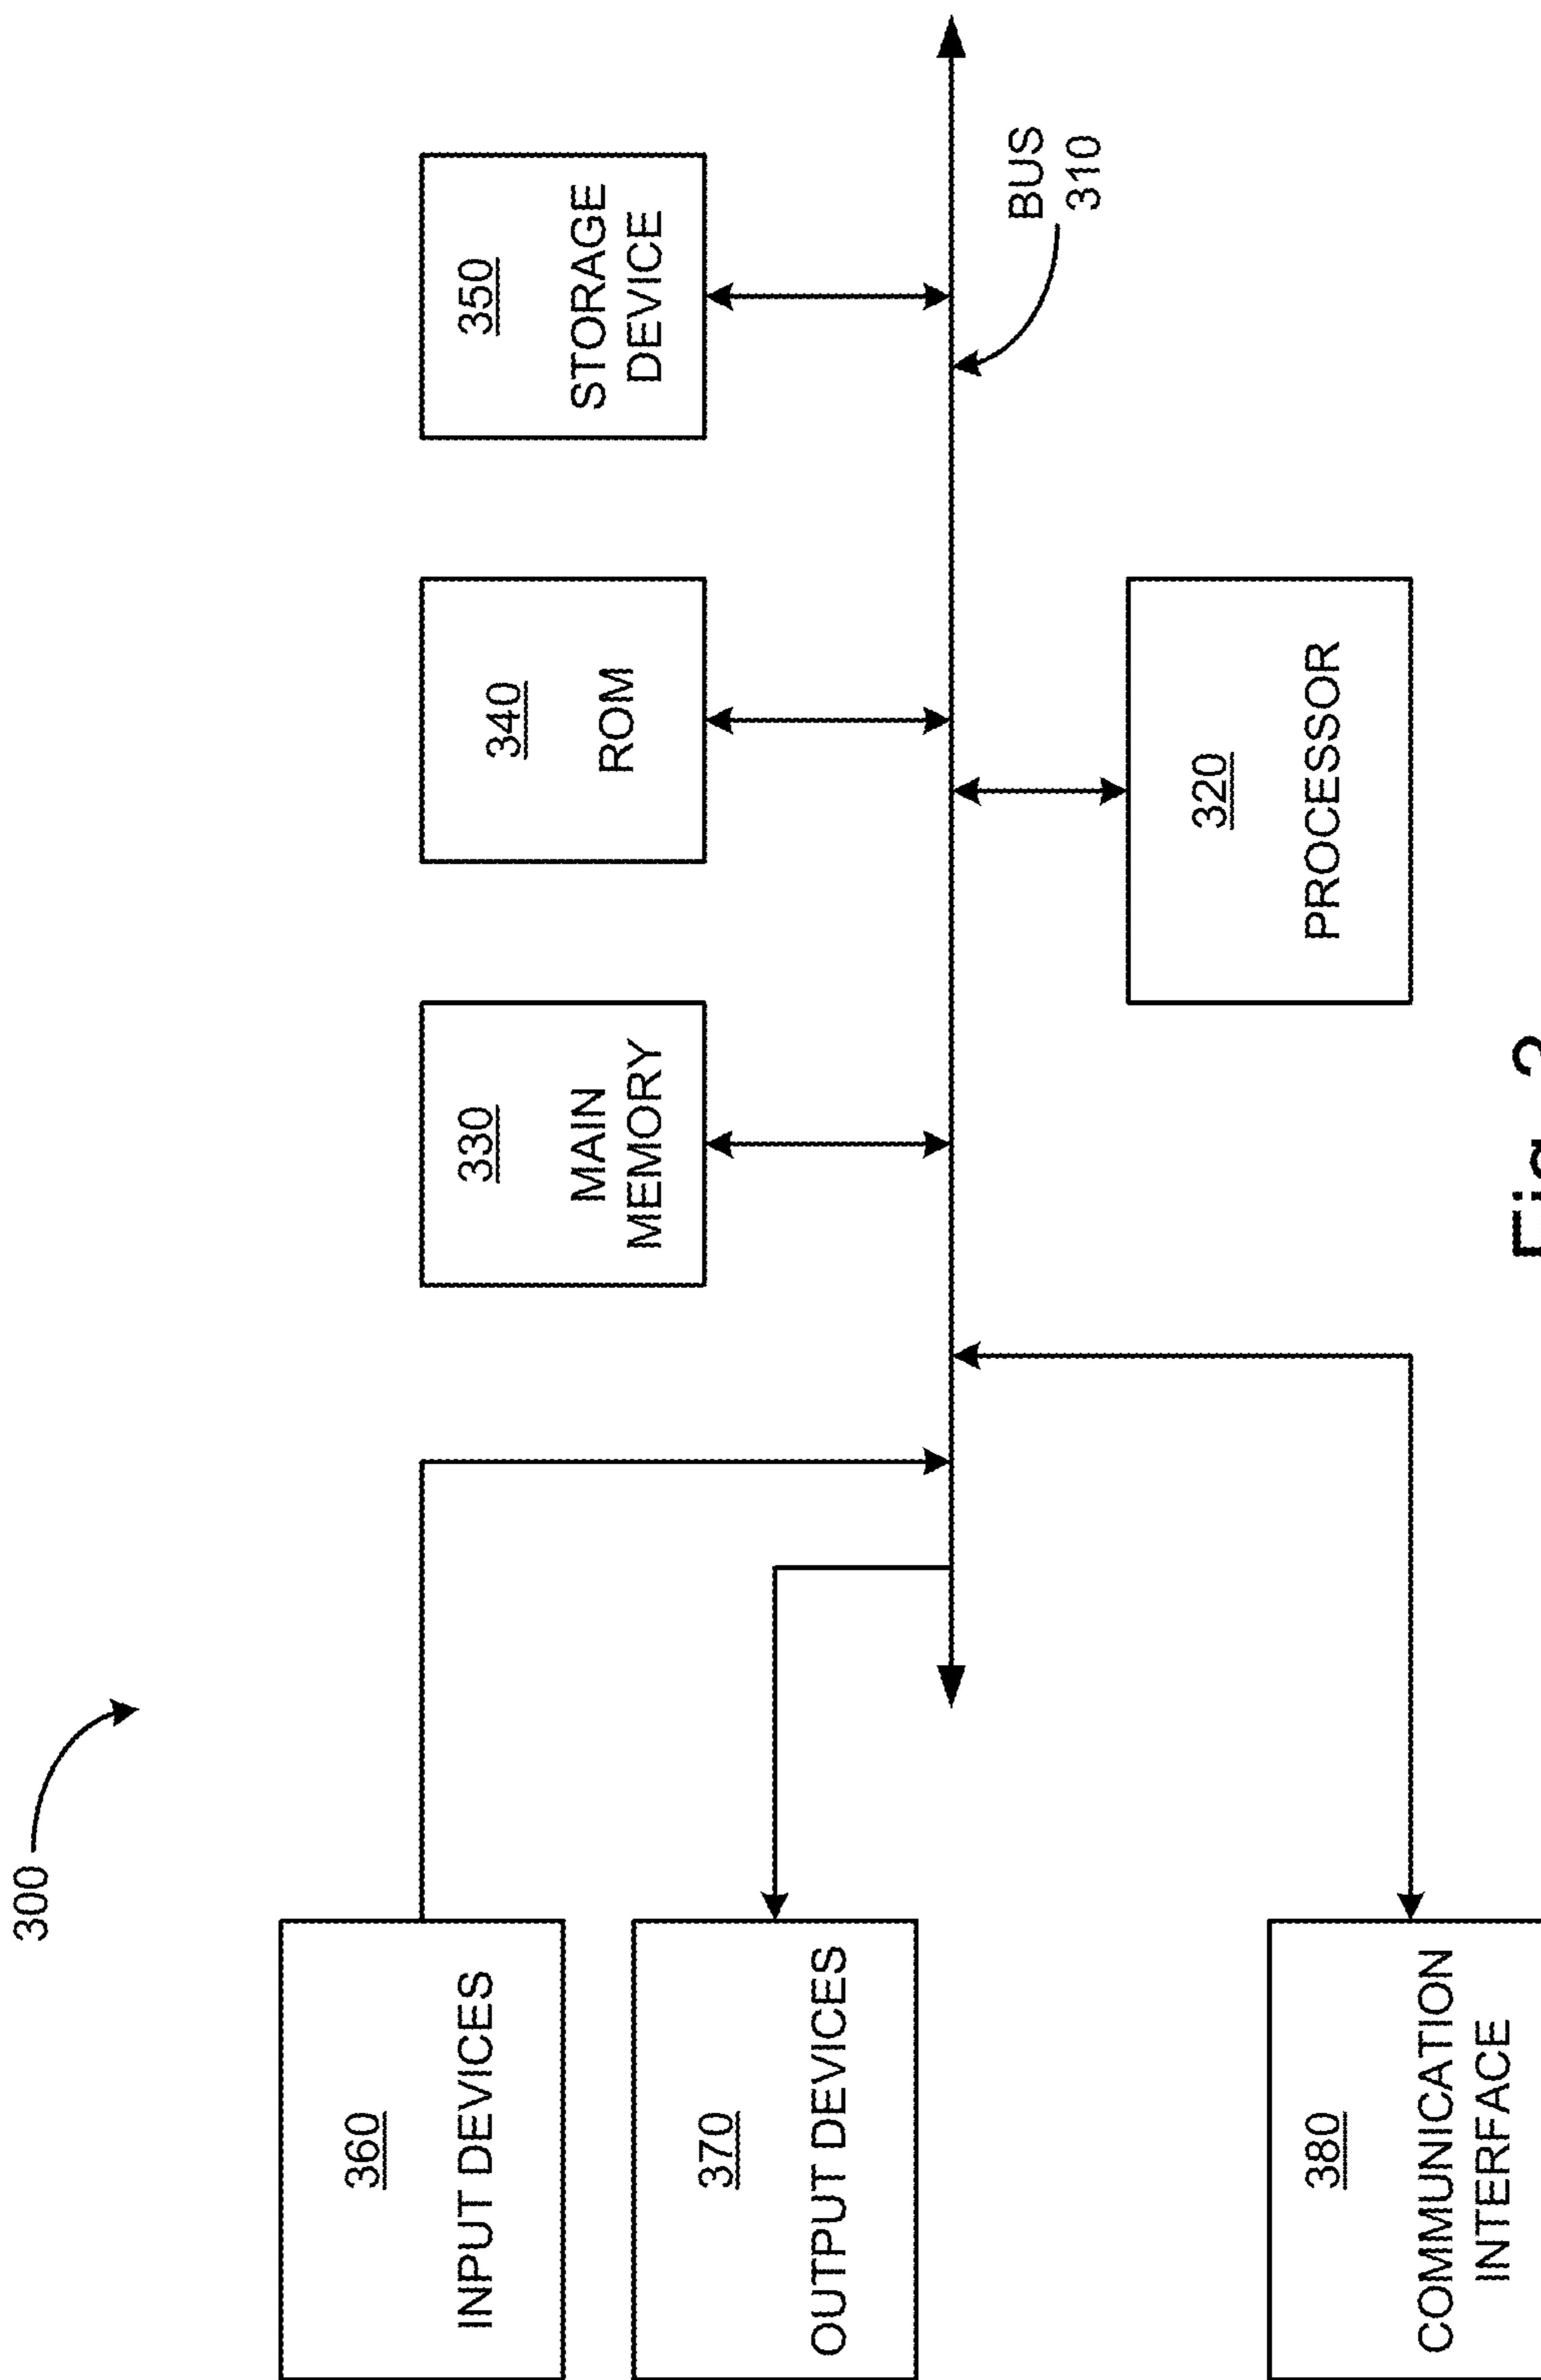 300
360
INPUT DEVICES
330
MAIN
MEMORY
340
ROM
350
STORAGE
DEVICE
370
OUTPUT DEVICES
BUS
310
320
PROCESSOR
380
COMMUNICATION
INTERFACE
Fig.